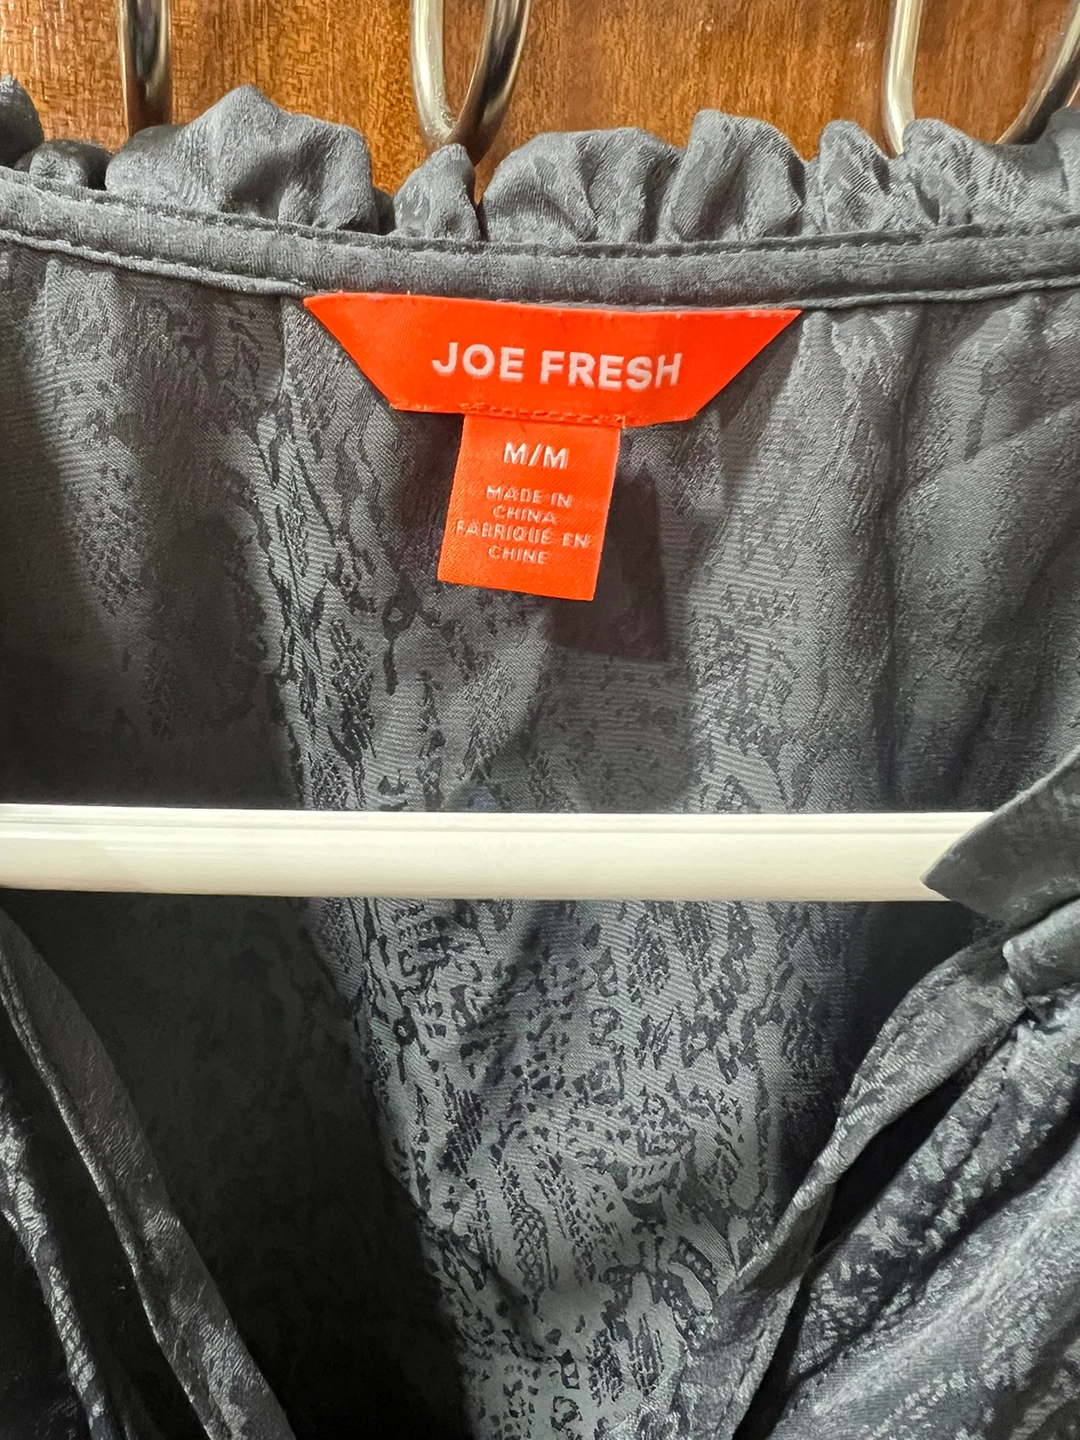 JOE FRESH
M/M
MADE IN
CHINA
FABRIQUÉ EN
CHINE